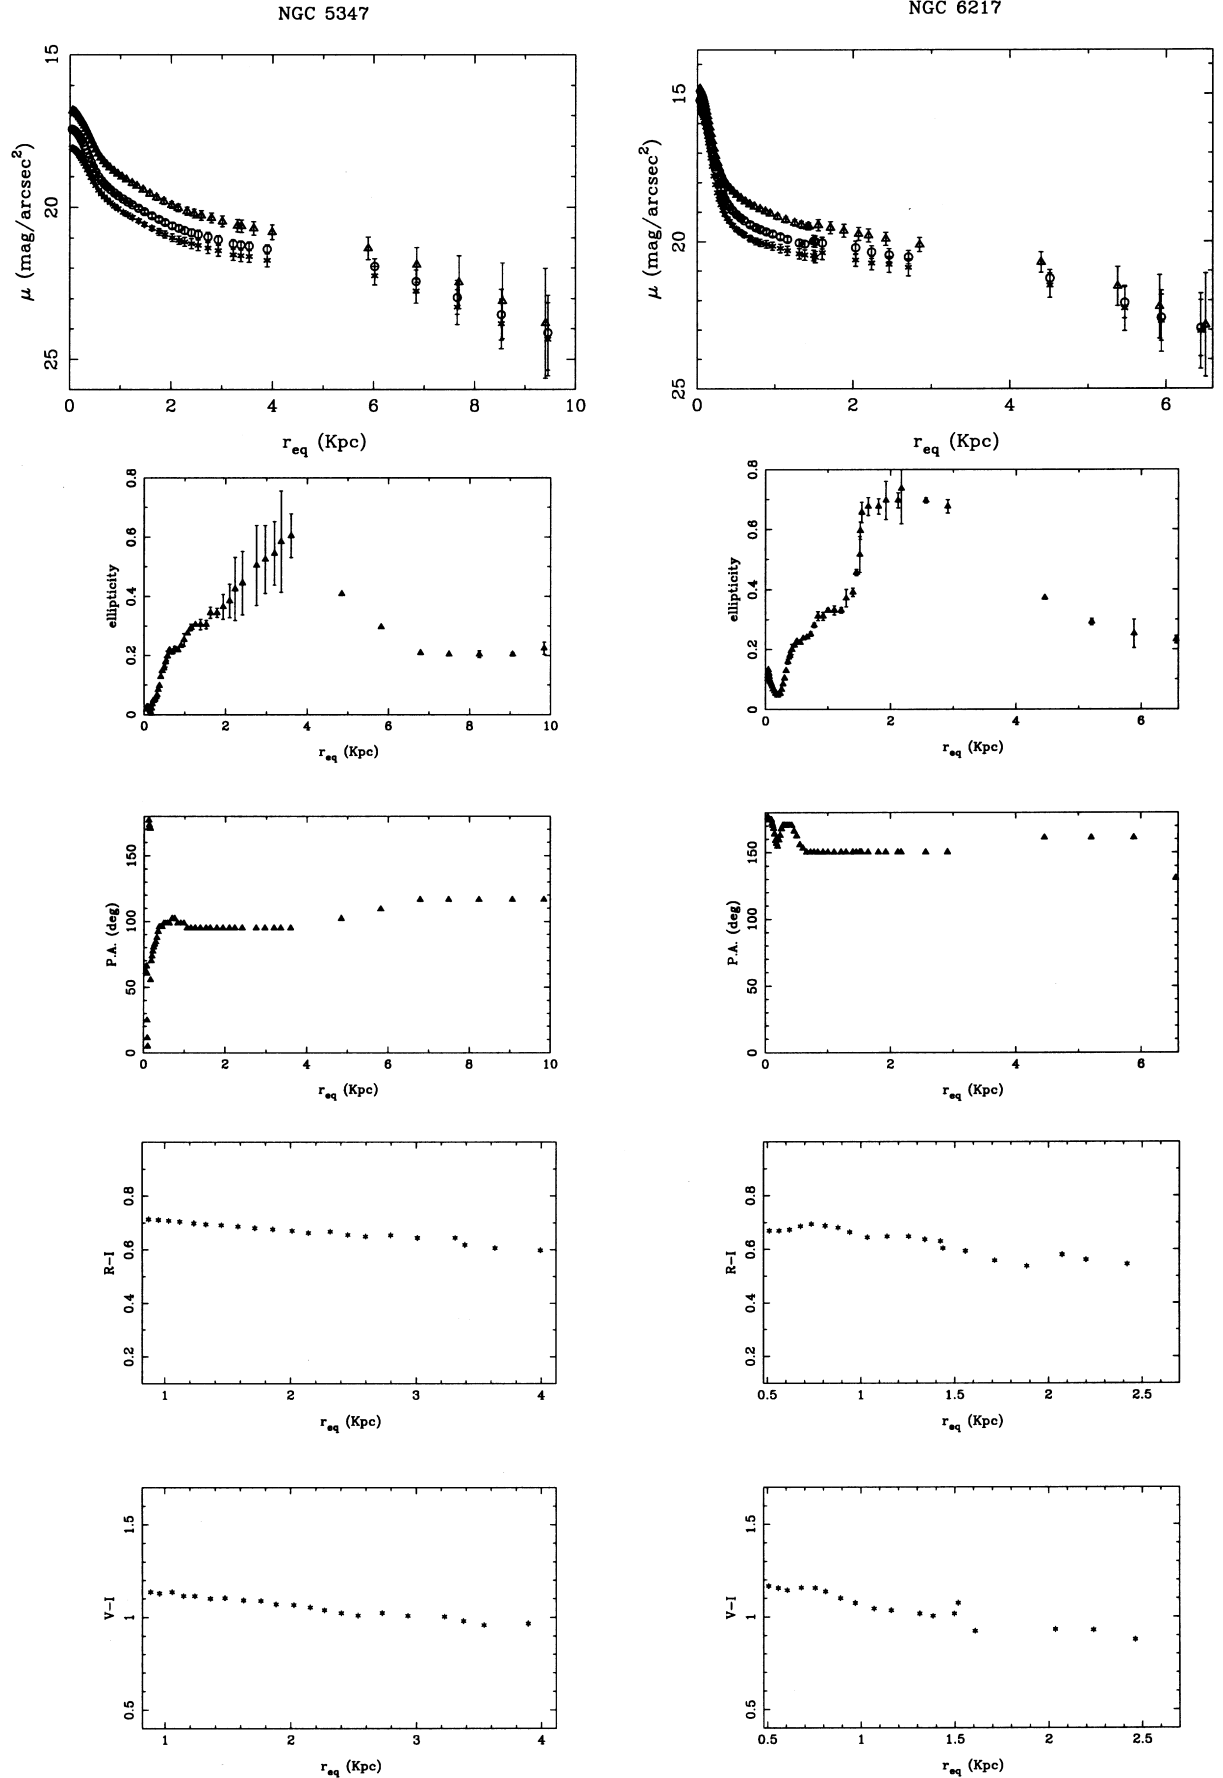 NGC 5347
NGC 6217
15
20
25
μ (mag/arcsec²)
0 2 4 6 8 10
r_eq (Kpc)
15
20
25
μ (mag/arcsec²)
0 2 4 6
r_eq (Kpc)
0.8
0.6
0.4
0.2
0
ellipticity
0 2 4 6 8 10
r_eq (Kpc)
0.8
0.6
0.4
0.2
0
ellipticity
0 2 4 6
r_eq (Kpc)
150
100
50
0
P.A. (deg)
0 2 4 6 8 10
r_eq (Kpc)
150
100
50
0
P.A. (deg)
0 2 4 6
r_eq (Kpc)
0.8
0.6
0.4
0.2
R-I
1 2 3 4
r_eq (Kpc)
0.8
0.6
0.4
0.2
R-I
0.5 1 1.5 2 2.5
r_eq (Kpc)
1.5
1
0.5
V-I
1 2 3 4
r_eq (Kpc)
1.5
1
0.5
V-I
0.5 1 1.5 2 2.5
r_eq (Kpc)